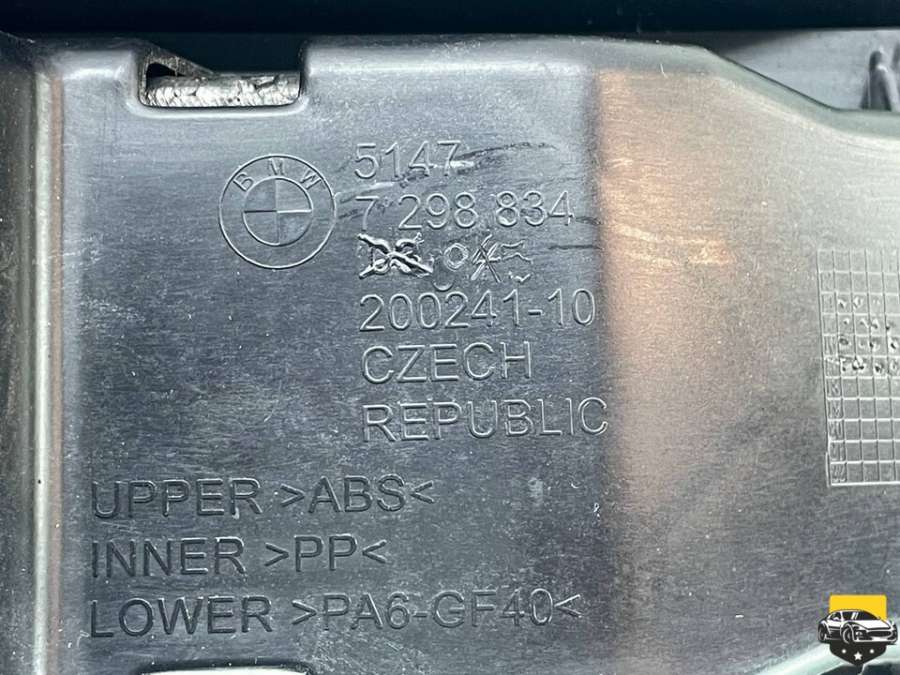 BMW
5147
7 298 834
200241-10
CZECH
REPUBLIC
UPPER >ABS<
INNER >PP<
LOWER >PA6-GF40<